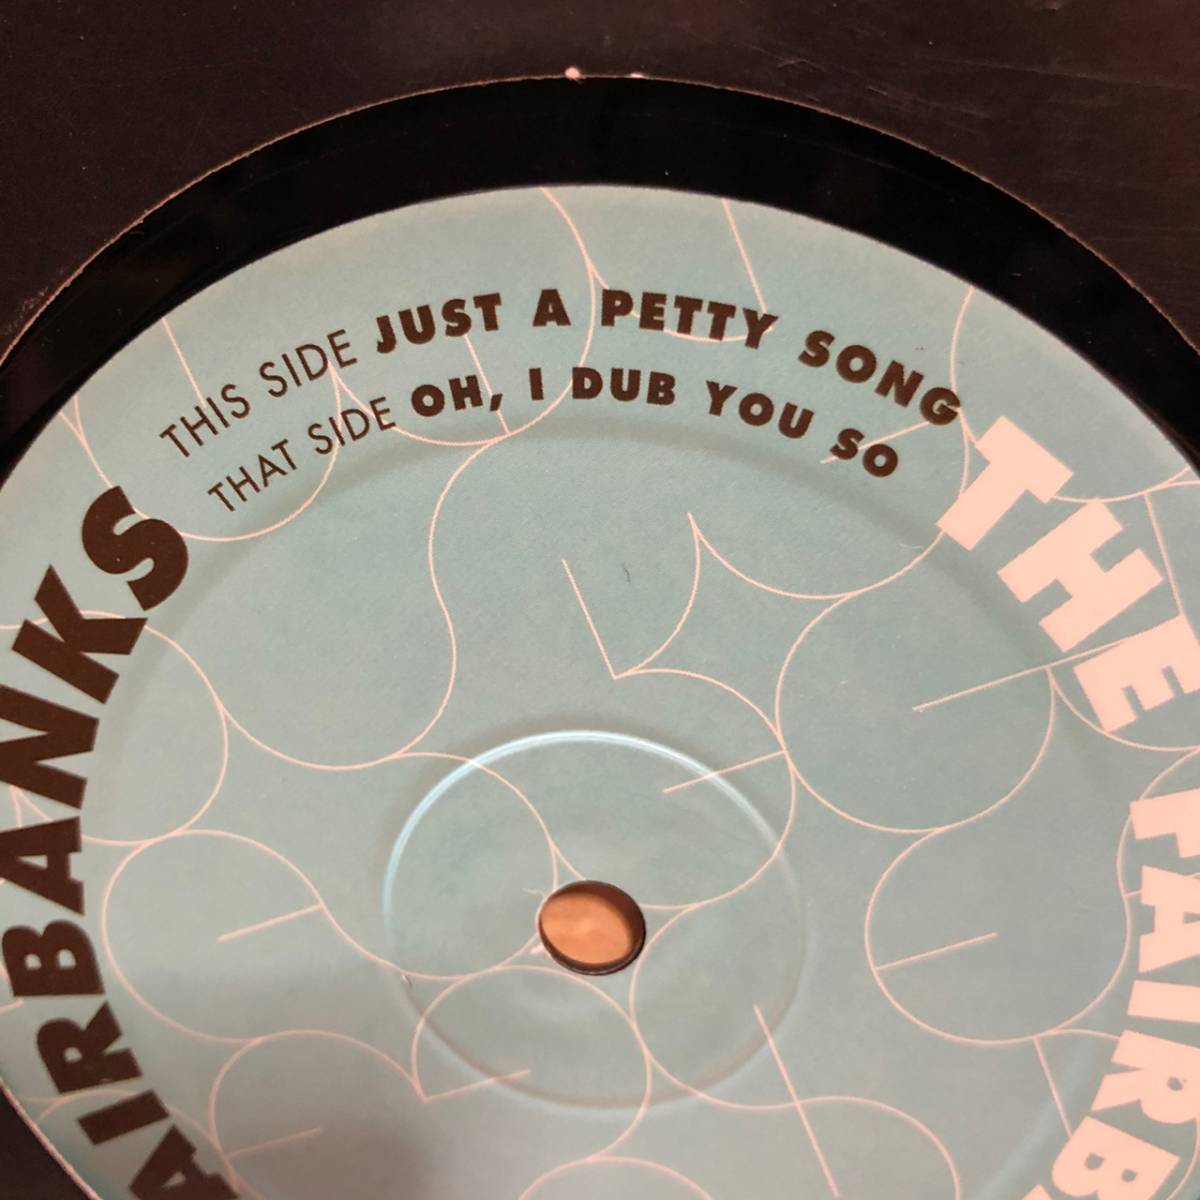 THIS SIDE JUST A PETTY SONG
THAT SIDE OH, I DUB YOU SO
THE FAIRB
AIRBANKS